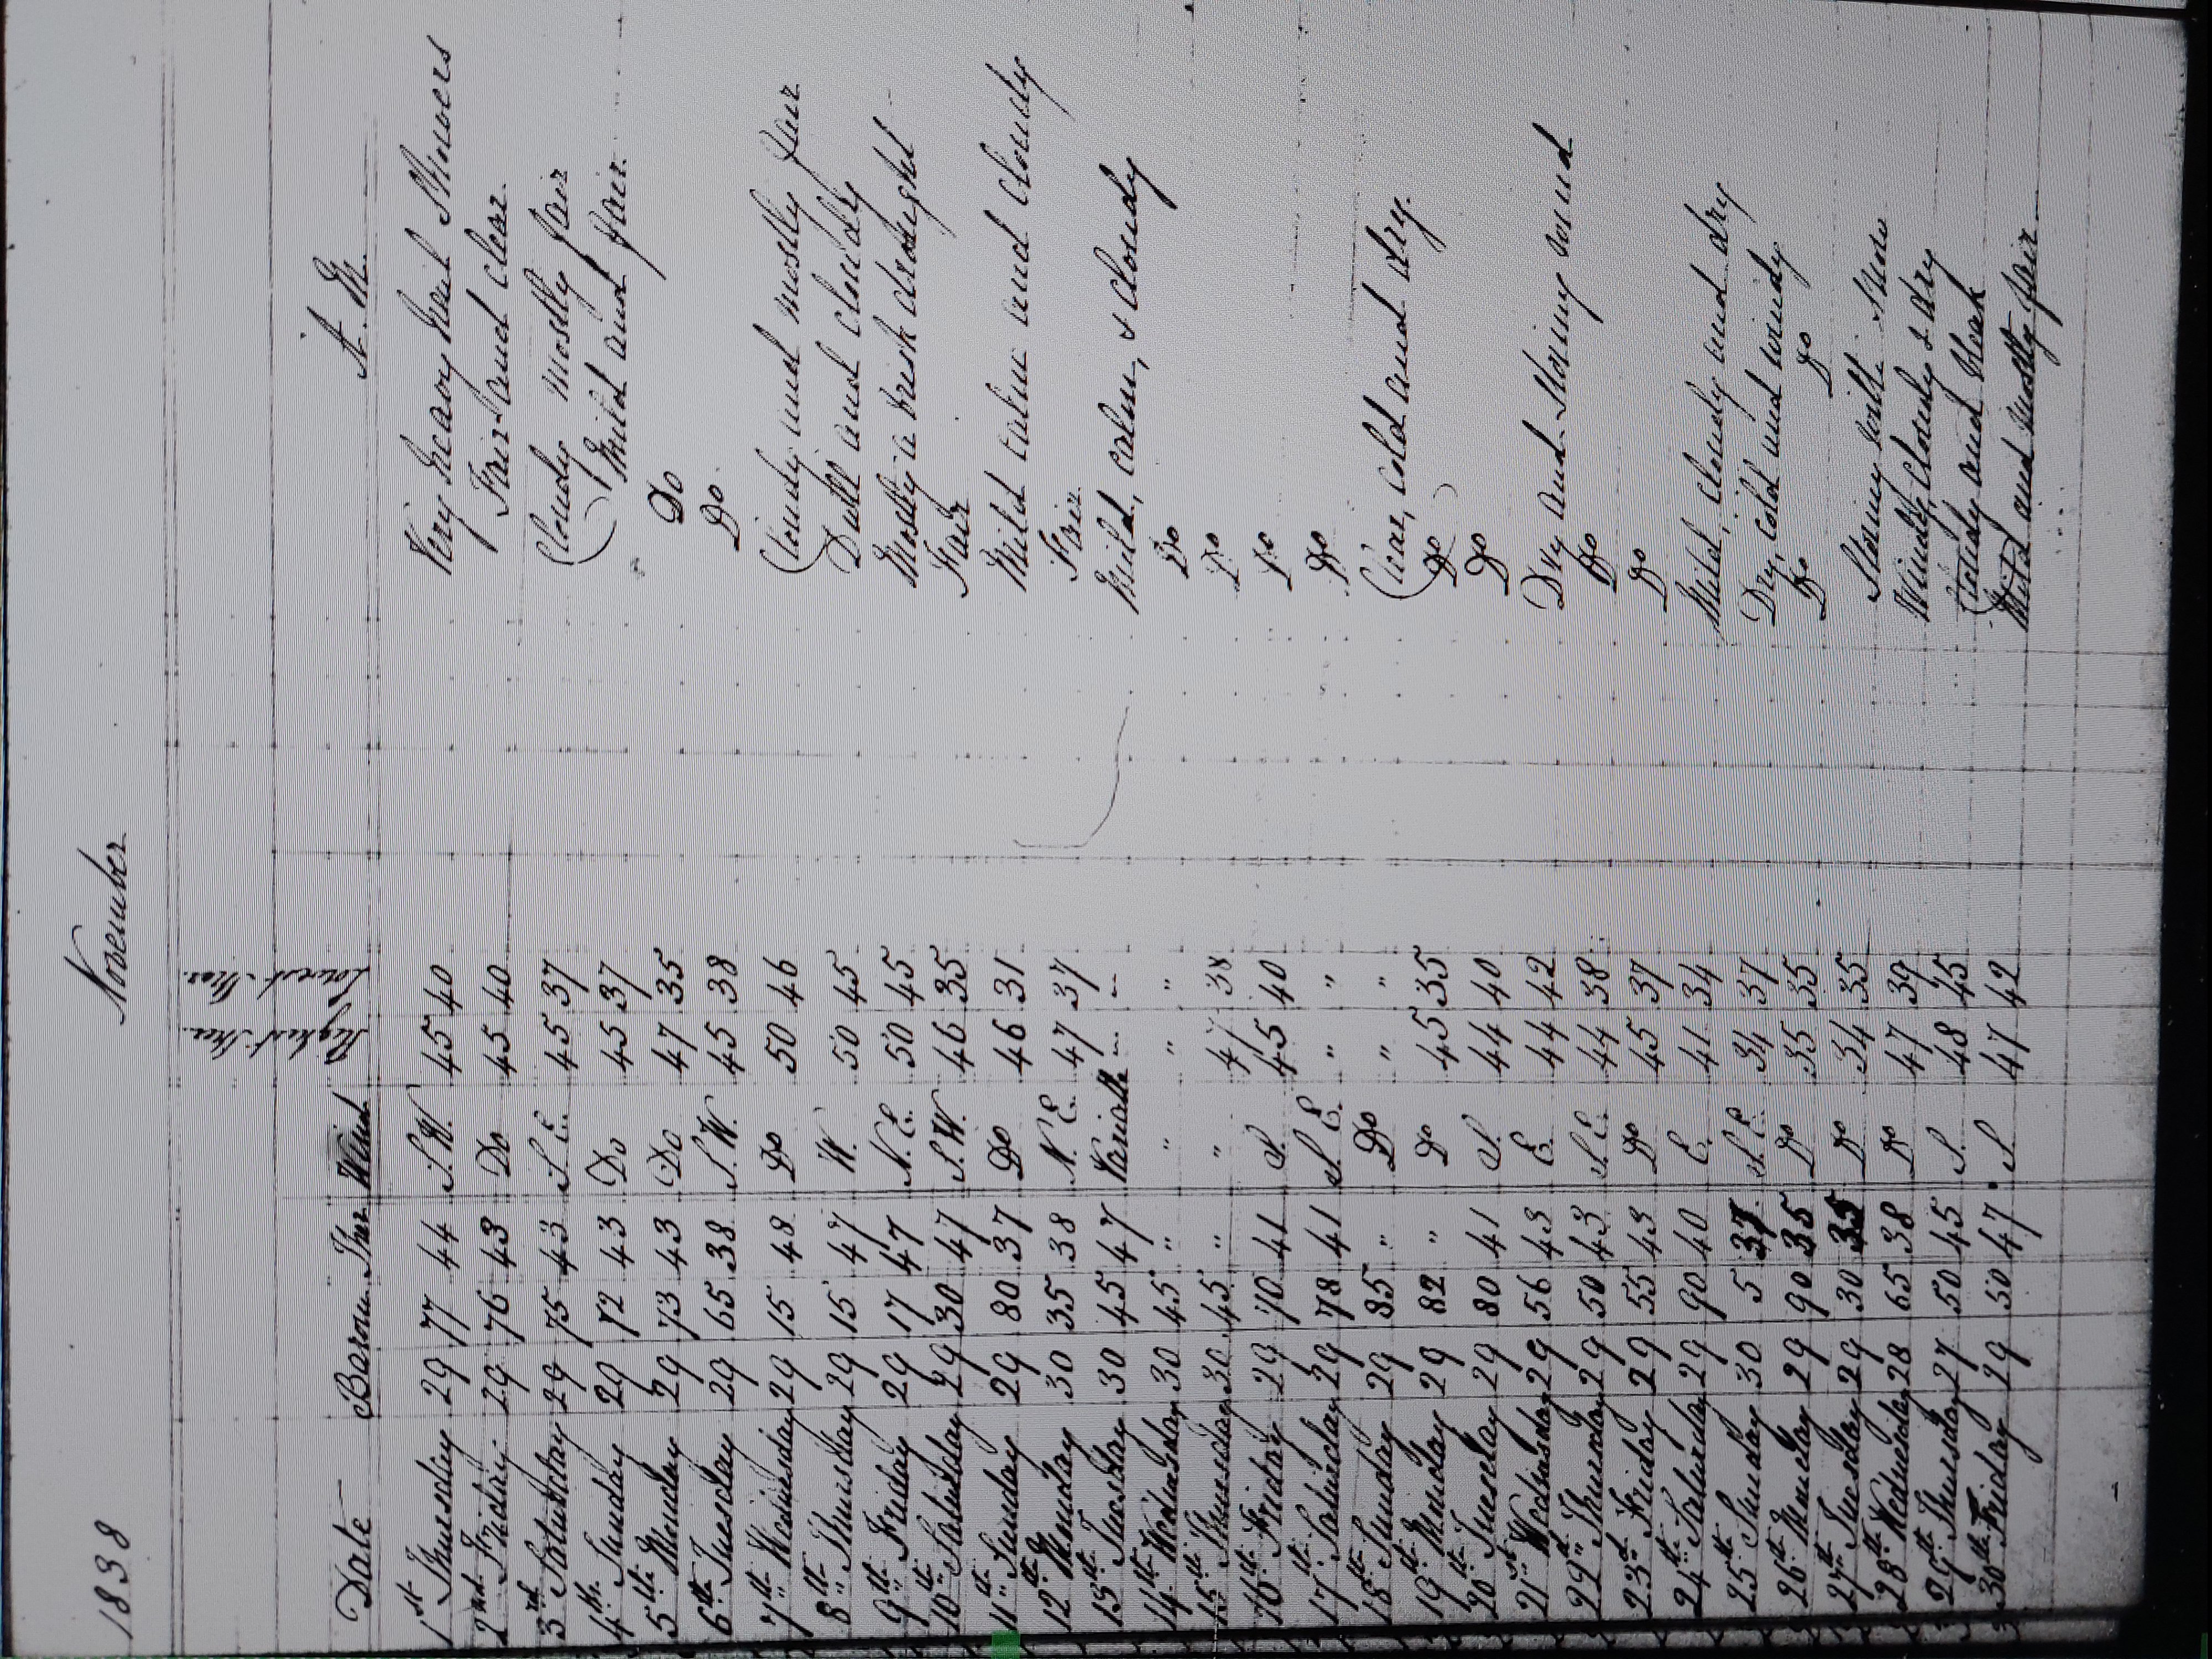 1838 November
Highest Ther.
Lowest Ther.
Date Barom Ther Wind A. M.
1st Thursday 29 77 44 S.W. 45 40 Very heavy hail Showers
2nd Friday 29 76 43 Do 45 40 Fair and clear.
3rd Saturday 29 75 43 S.E. 45 37 Cloudy mostly fair
4th Sunday 29 72 43 Do 45 37 Mild and fair.
5th Monday 29 73 43 Do 47 35 Do
6th Tuesday 29 65 38 S.W. 45 38 Do
7th Wednesday 29 15 48 Do 50 46 Cloudy and mostly fair
8th Thursday 29 15 47 W. 50 45 Dull and cloudy
9th Friday 29 17 47 N.E. 50 45 Mostly a brisk drought
10th Saturday 29 30 47 S.W. 46 35 Fair
11th Sunday 29 80 37 Do 46 31 Mild calm and cloudy
12th Monday 30 35 38 N.E. 47 37 Fair.
13th Tuesday 30 45 47 Variable " " Mild, calm, & cloudy
14th Wednesday 30 45 " " " " Do
15th Thursday 30 45 " " 47 38 Do
16th Friday 29 70 41 S. 45 40 Do
17th Saturday 29 78 41 S.E. " " Do
18th Sunday 29 85 " Do " " Clear, cold and dry.
19th Monday 29 82 " Do 45 35 Do
20th Tuesday 29 80 41 S. 44 40 Do
21st Wednesday 29 56 43 E. 44 42 Dry and stormy wind
22d Thursday 29 50 43 S.E. 44 38 Do
23d Friday 29 55 43 Do 45 37 Do
24th Saturday 29 90 40 E. 41 34 Mild, cloudy and dry
25th Sunday 30 5 37 S.E. 34 37 Dry, cold and windy
26th Monday 29 90 35 Do 35 35 Do Do
27th Tuesday 29 30 35 Do 34 35 Stormy with snow
28th Wednesday 28 65 38 Do 47 39 Windy, cloudy & dry
29th Thursday 27 50 45 S. 48 45 Cloudy and bleak
30th Friday 29 50 47 S 47 42 Mild and mostly fair